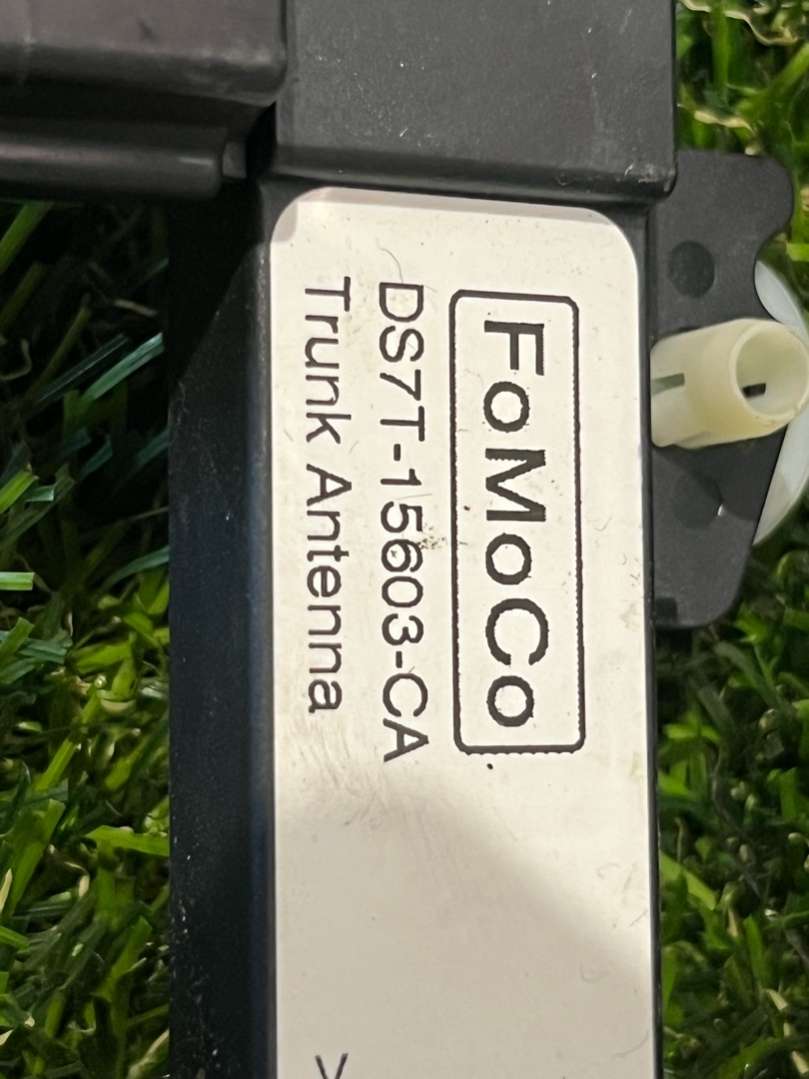 FoMoCo
DS7T-15603-CA
Trunk Antenna